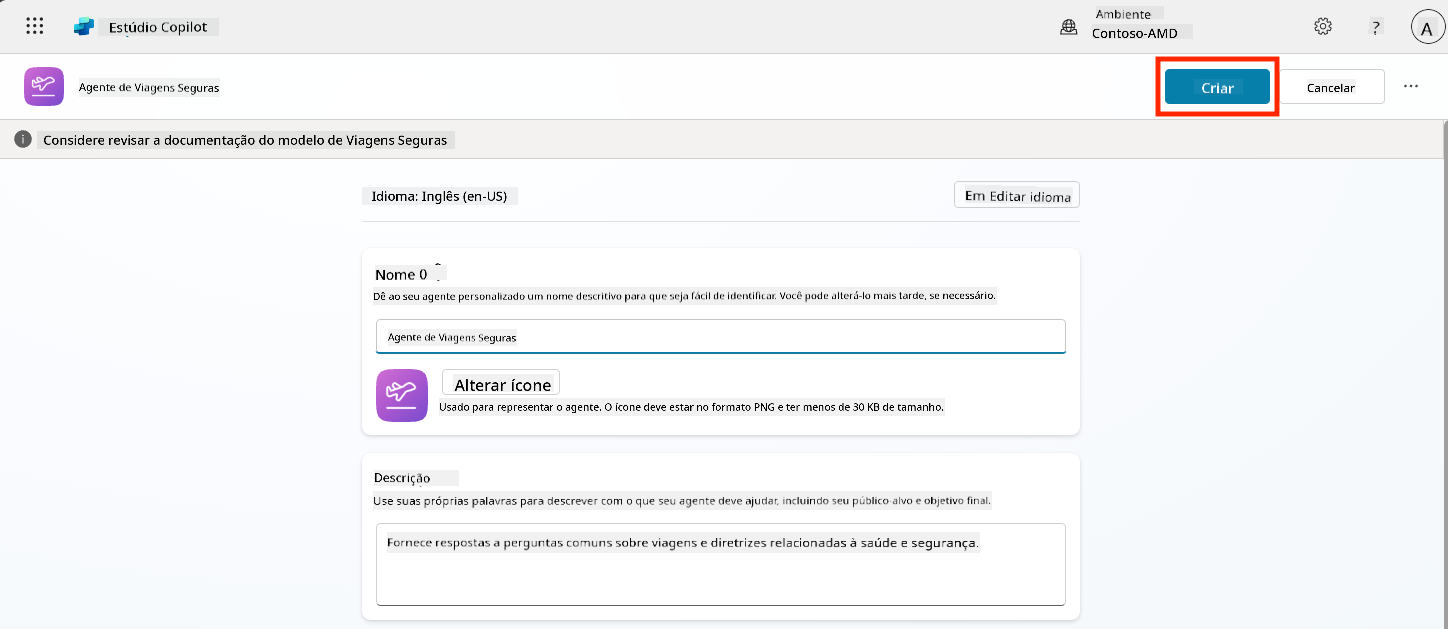 Estúdio Copilot
Ambiente
Contoso-AMD
?
A
Agente de Viagens Seguras
Criar
Cancelar
...
Considere revisar a documentação do modelo de Viagens Seguras
Idioma: Inglês (en-US)
Em Editar idioma
Nome 0
Dê ao seu agente personalizado um nome descritivo para que seja fácil de identificar. Você pode alterá-lo mais tarde, se necessário.
Agente de Viagens Seguras
Alterar ícone
Usado para representar o agente. O ícone deve estar no formato PNG e ter menos de 30 KB de tamanho.
Descrição
Use suas próprias palavras para descrever com o que seu agente deve ajudar, incluindo seu público-alvo e objetivo final.
Fornece respostas a perguntas comuns sobre viagens e diretrizes relacionadas à saúde e segurança.